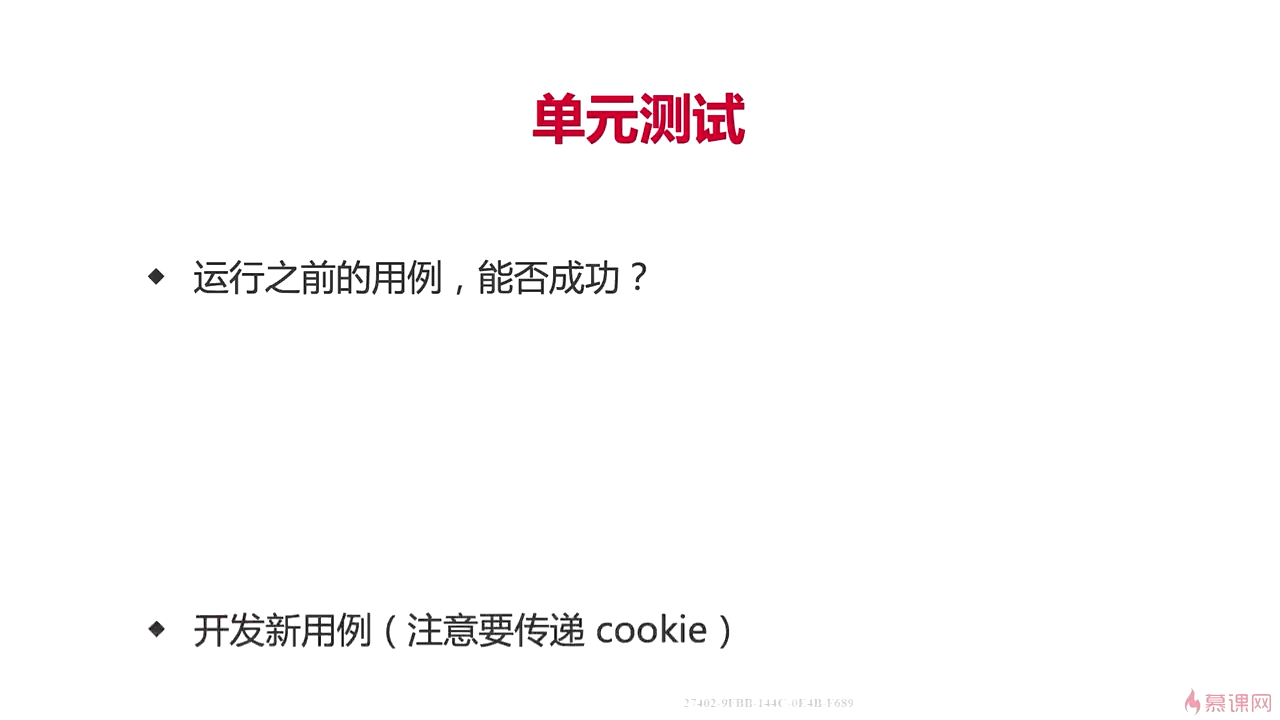 单元测试
◆ 运行之前的用例，能否成功？
◆ 开发新用例（注意要传递 cookie）
慕课网